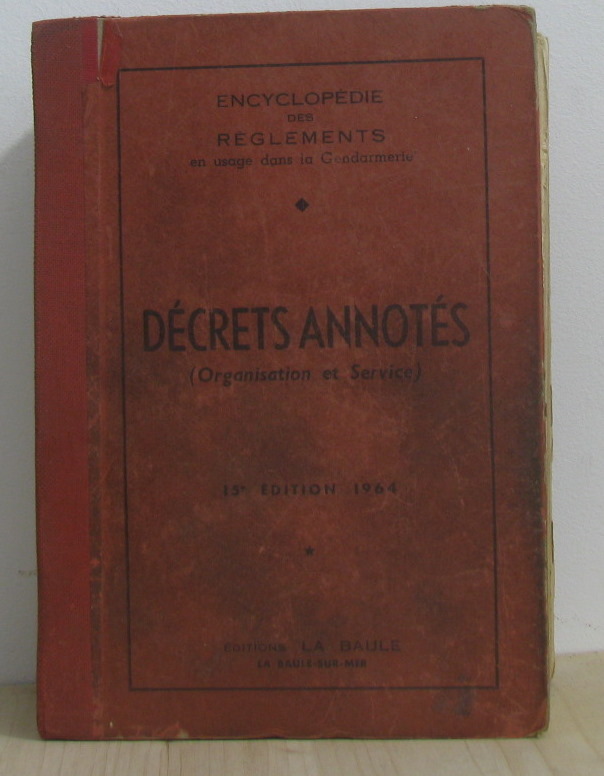 ENCYCLOPÉDIE
DES
RÈGLEMENTS
en usage dans la Gendarmerie
DÉCRETS ANNOTÉS
(Organisation et Service)
15e ÉDITION 1964
ÉDITIONS LA BAULE
LA BAULE-SUR-MER